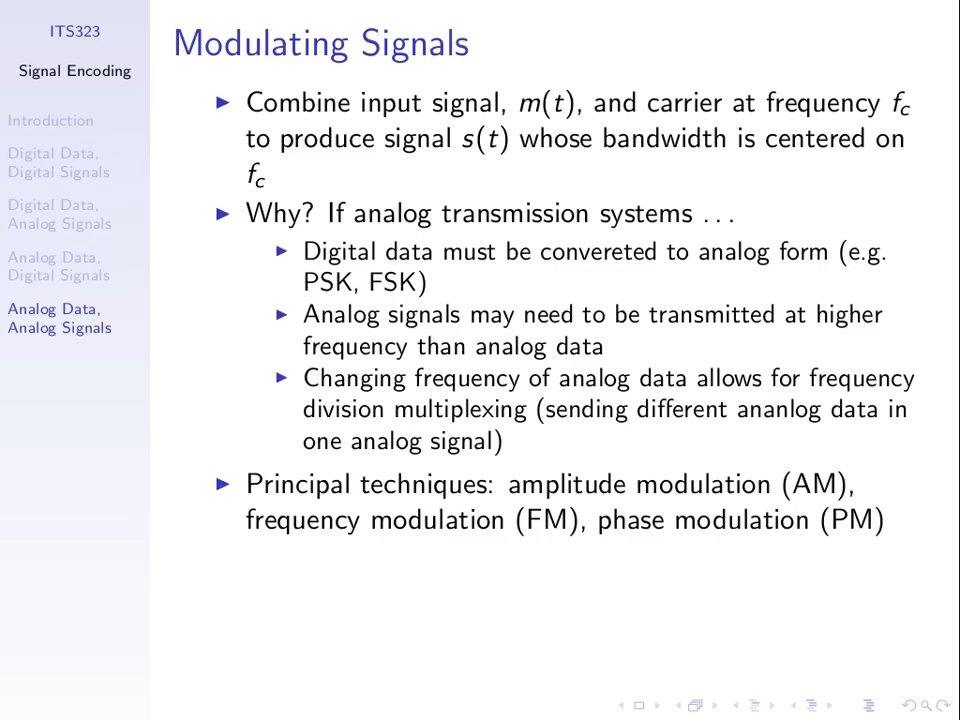 ITS323
Signal Encoding
Introduction
Digital Data,
Digital Signals
Digital Data,
Analog Signals
Analog Data,
Digital Signals
Analog Data,
Analog Signals
Modulating Signals
Combine input signal, m(t), and carrier at frequency fc
to produce signal s(t) whose bandwidth is centered on
fc
Why? If analog transmission systems ...
Digital data must be convereted to analog form (e.g.
PSK, FSK)
Analog signals may need to be transmitted at higher
frequency than analog data
Changing frequency of analog data allows for frequency
division multiplexing (sending different ananlog data in
one analog signal)
Principal techniques: amplitude modulation (AM),
frequency modulation (FM), phase modulation (PM)